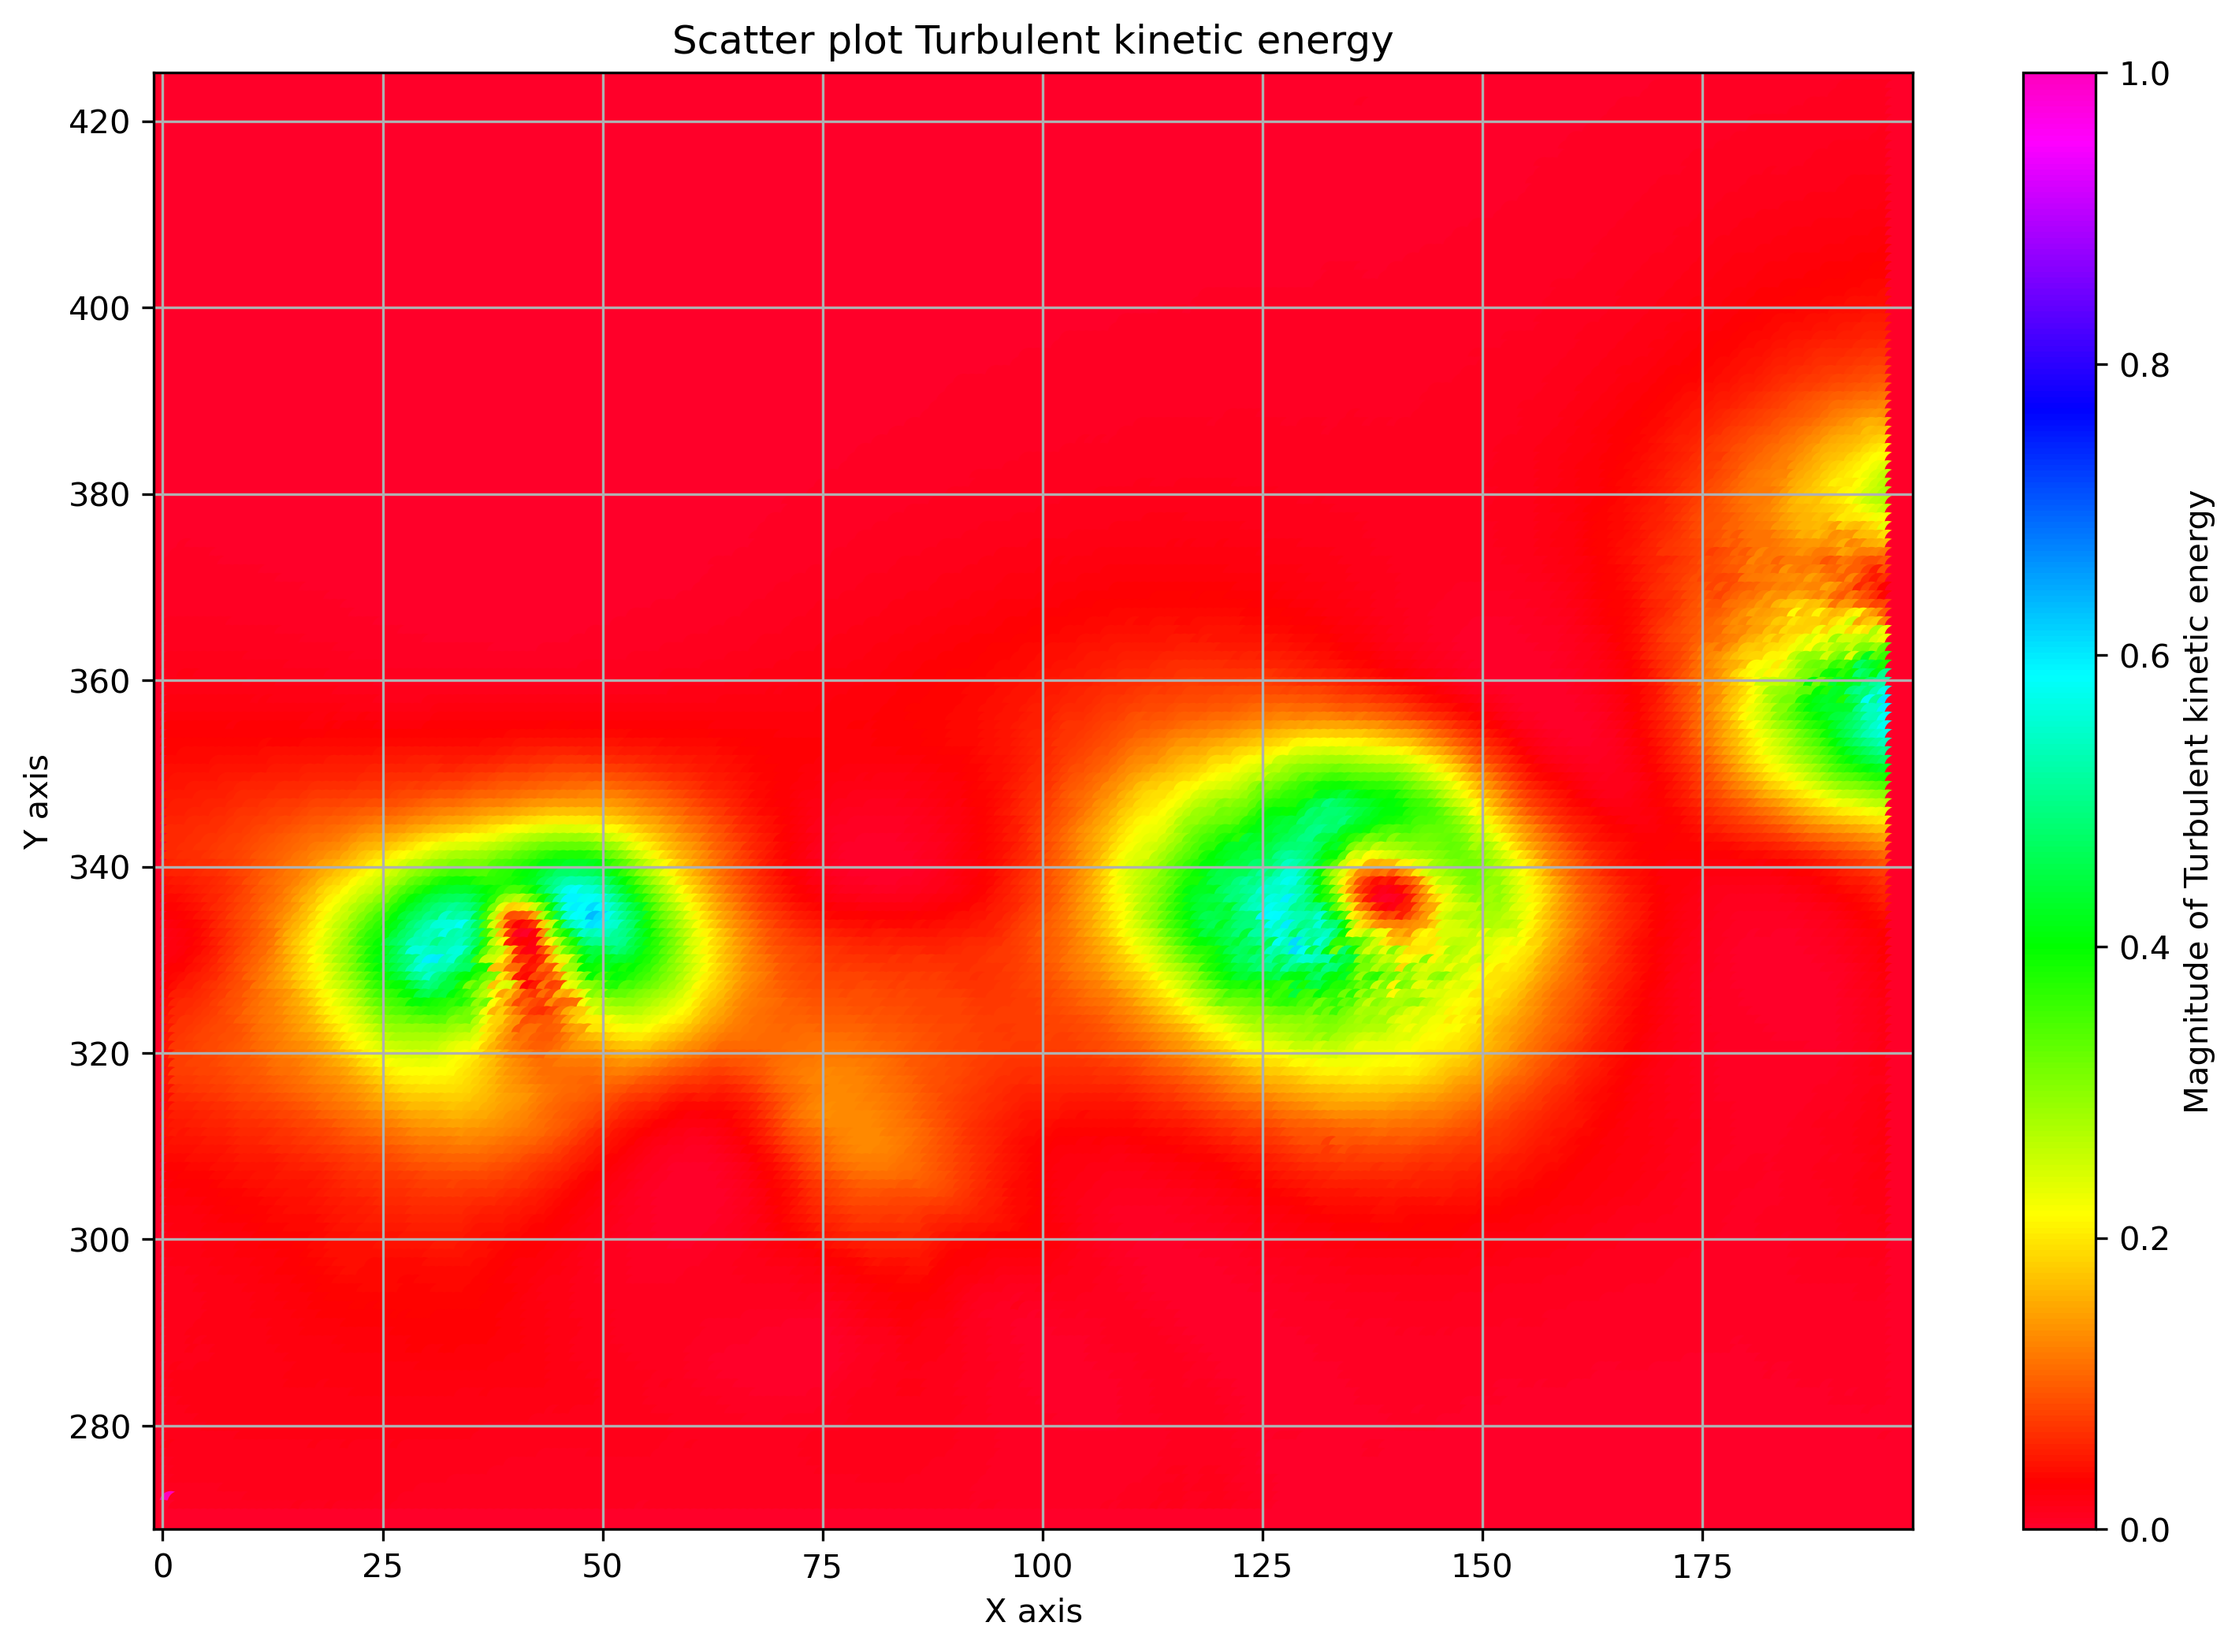 Scatter plot Turbulent kinetic energy
420
400
380
360
340
320
300
280
Y axis
0 25 50 75 100 125 150 175
X axis
1.0
0.8
0.6
0.4
0.2
0.0
Magnitude of Turbulent kinetic energy